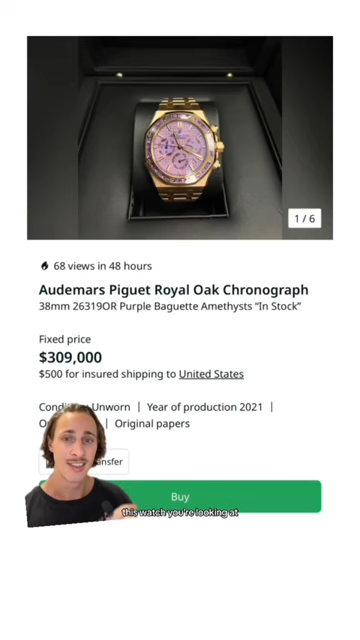 1 / 6
68 views in 48 hours
Audemars Piguet Royal Oak Chronograph
38mm 26319OR Purple Baguette Amethysts “In Stock”
Fixed price
$309,000
$500 for insured shipping to United States
Unworn | Year of production 2021 |
| Original papers
Buy
this watch you're looking at